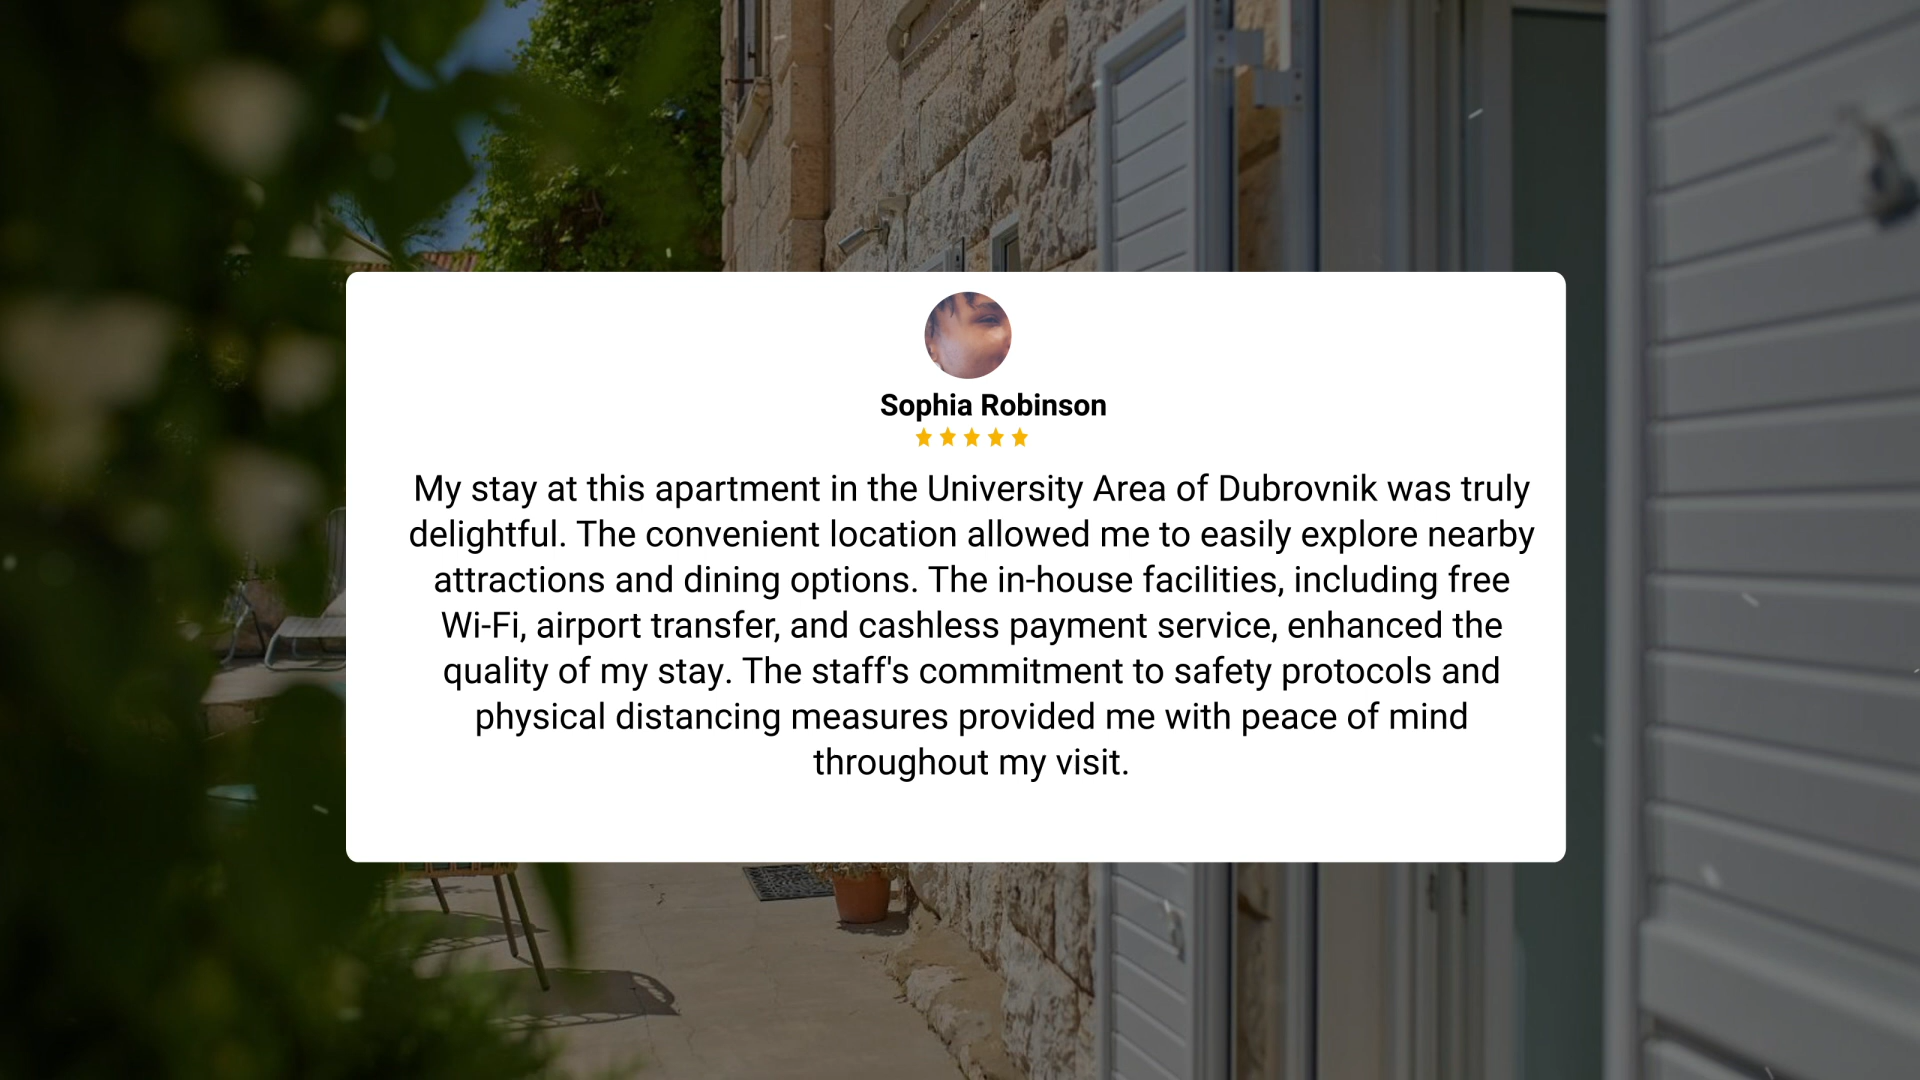 Sophia Robinson
My stay at this apartment in the University Area of Dubrovnik was truly
delightful. The convenient location allowed me to easily explore nearby
attractions and dining options. The in-house facilities, including free
Wi-Fi, airport transfer, and cashless payment service, enhanced the
quality of my stay. The staff's commitment to safety protocols and
physical distancing measures provided me with peace of mind
throughout my visit.